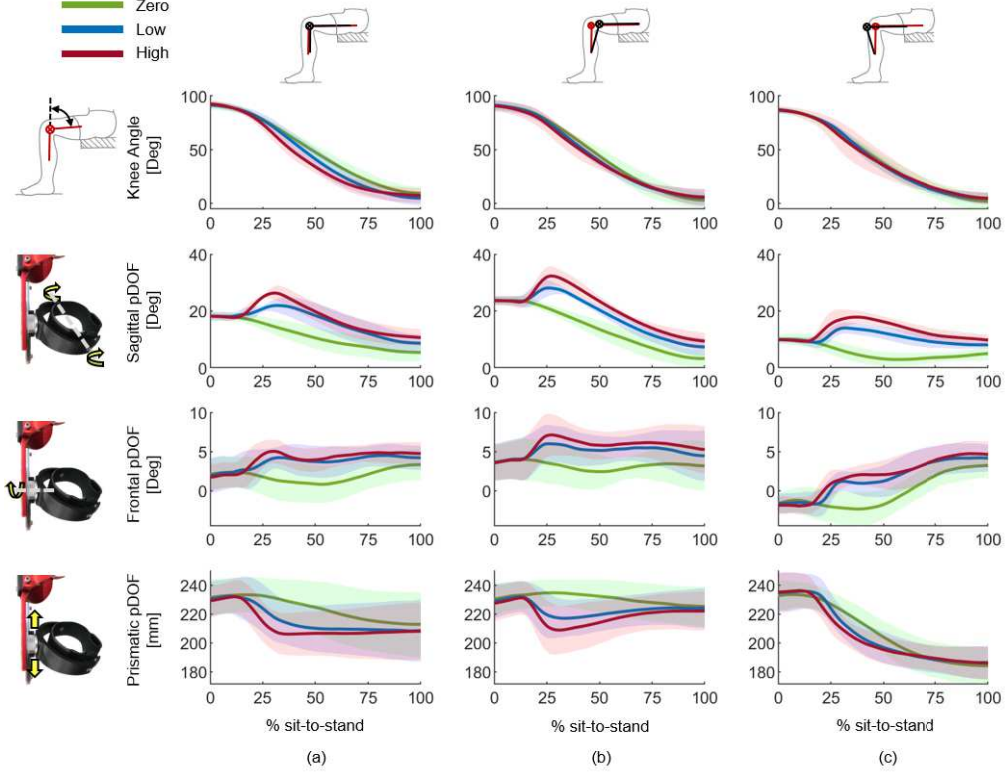 Zero
Low
High
Knee Angle
[Deg]
100
50
0
0 25 50 75 100
100
50
0
0 25 50 75 100
100
50
0
0 25 50 75 100
Sagittal pDOF
[Deg]
40
20
0
0 25 50 75 100
40
20
0
0 25 50 75 100
40
20
0
0 25 50 75 100
Frontal pDOF
[Deg]
10
5
0
0 25 50 75 100
10
5
0
0 25 50 75 100
10
5
0
0 25 50 75 100
Prismatic pDOF
[mm]
240
220
200
180
0 25 50 75 100
240
220
200
180
0 25 50 75 100
240
220
200
180
0 25 50 75 100
% sit-to-stand % sit-to-stand % sit-to-stand
(a) (b) (c)